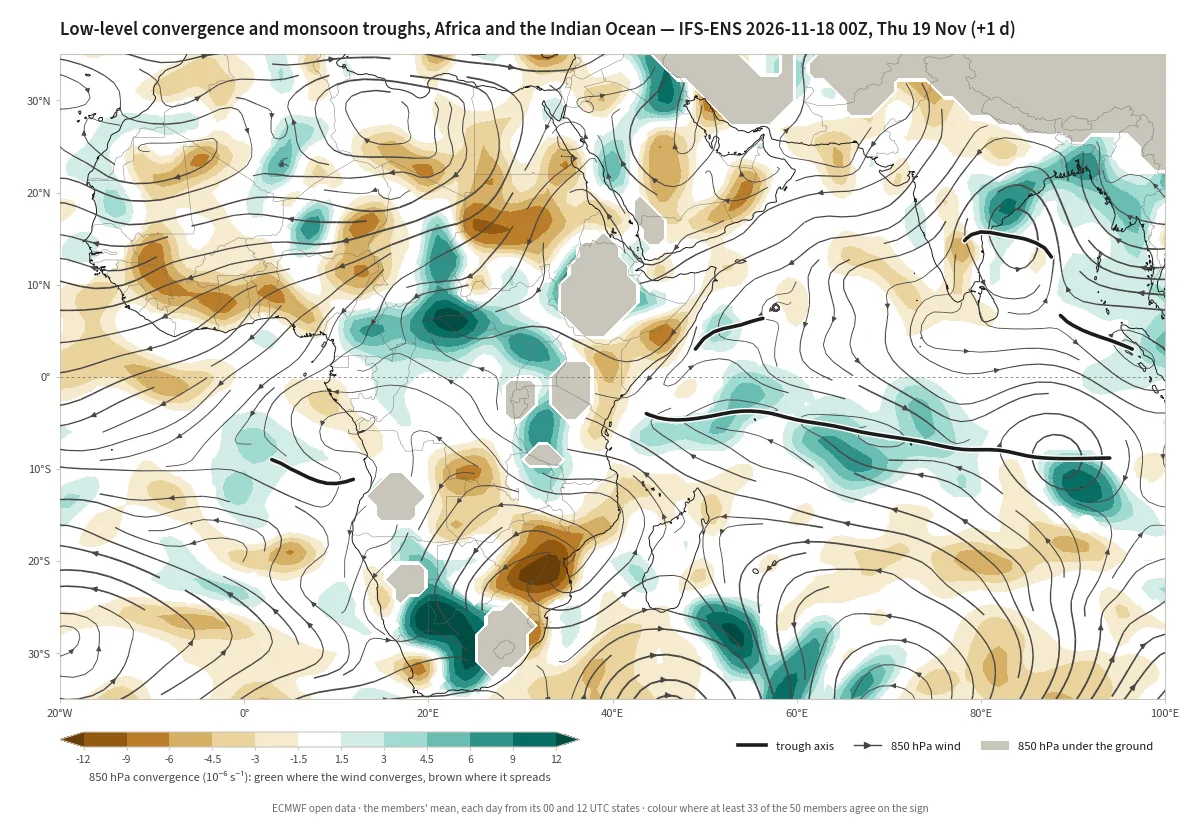 Low-level convergence and monsoon troughs, Africa and the Indian Ocean — IFS-ENS 2026-11-18 00Z, Thu 19 Nov (+1 d)
30°N
20°N
10°N
0°
10°S
20°S
30°S
20°W 0° 20°E 40°E 60°E 80°E 100°E
-12 -9 -6 -4.5 -3 -1.5 1.5 3 4.5 6 9 12
850 hPa convergence (10⁻⁶ s⁻¹): green where the wind converges, brown where it spreads
trough axis 850 hPa wind 850 hPa under the ground
ECMWF open data · the members' mean, each day from its 00 and 12 UTC states · colour where at least 33 of the 50 members agree on the sign